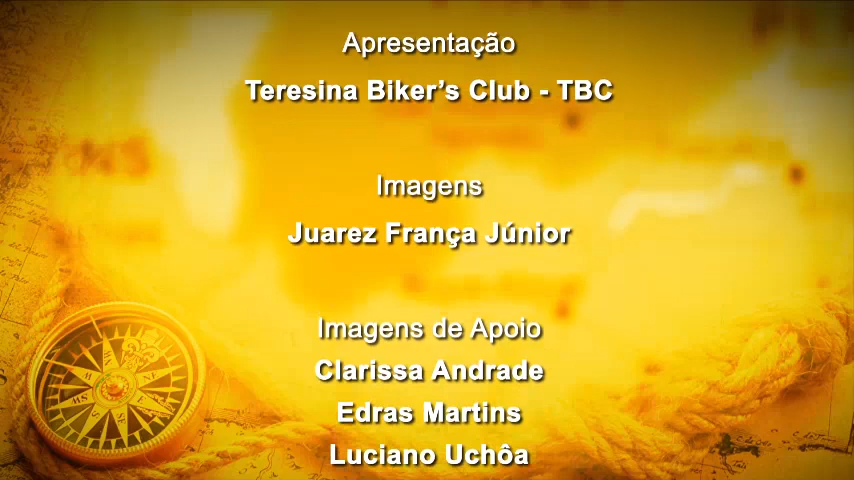 Apresentação
Teresina Biker’s Club - TBC
Imagens
Juarez França Júnior
Imagens de Apoio
Clarissa Andrade
Edras Martins
Luciano Uchôa